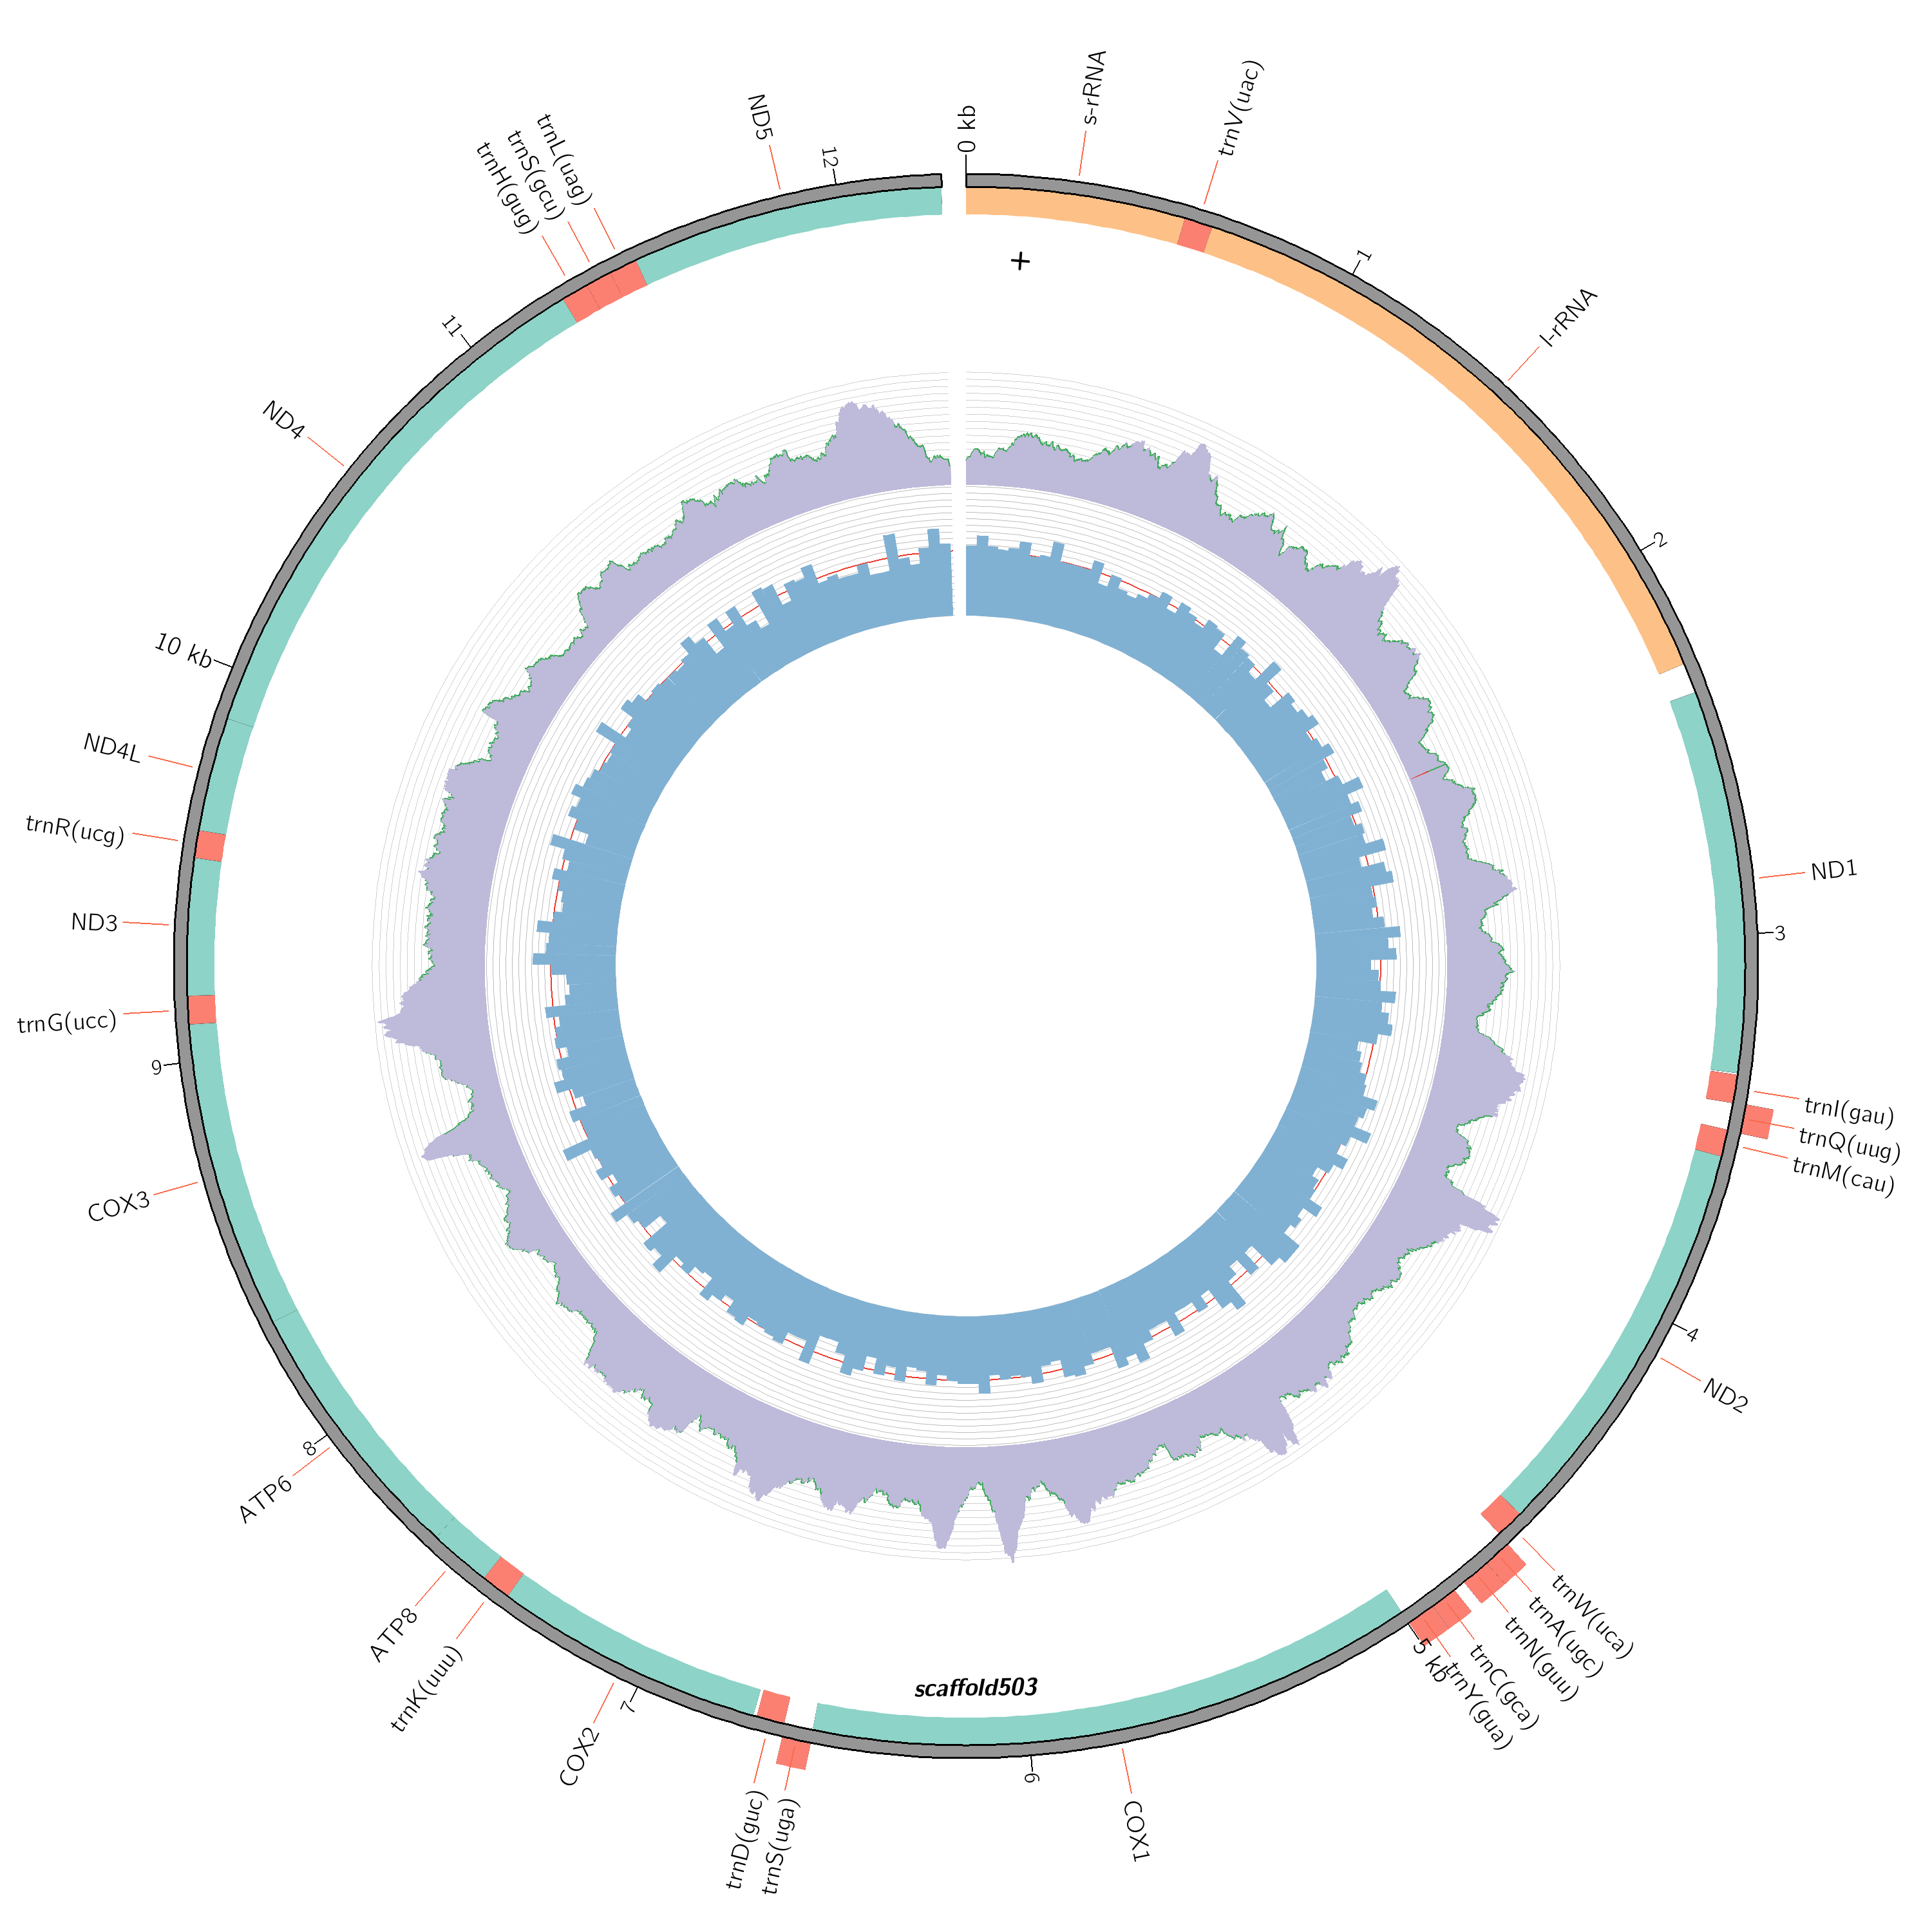 0 kb
s-rRNA
trnV(uac)
1
l-rRNA
2
ND1
3
trnI(gau)
trnQ(uug)
trnM(cau)
4
ND2
trnW(uca)
trnA(ugc)
trnN(guu)
trnC(gca)
trnY(gua)
5 kb
COX1
6
scaffold503
trnS(uga)
trnD(guc)
7
COX2
trnK(uuu)
ATP8
ATP6
8
COX3
9
trnG(ucc)
ND3
trnR(ucg)
ND4L
10 kb
ND4
11
trnH(gug)
trnS(gcu)
trnL(uag)
ND5
12
+